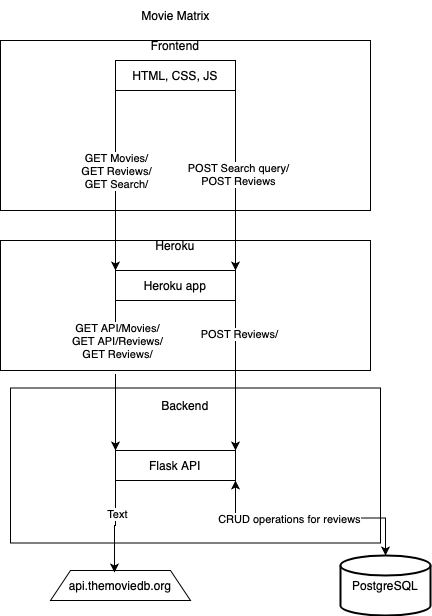 Movie Matrix
Frontend
HTML, CSS, JS
GET Movies/
GET Reviews/
GET Search/
POST Search query/
POST Reviews
Heroku
Heroku app
GET API/Movies/
GET API/Reviews/
GET Reviews/
POST Reviews/
Backend
Flask API
Text
CRUD operations for reviews
api.themoviedb.org
PostgreSQL